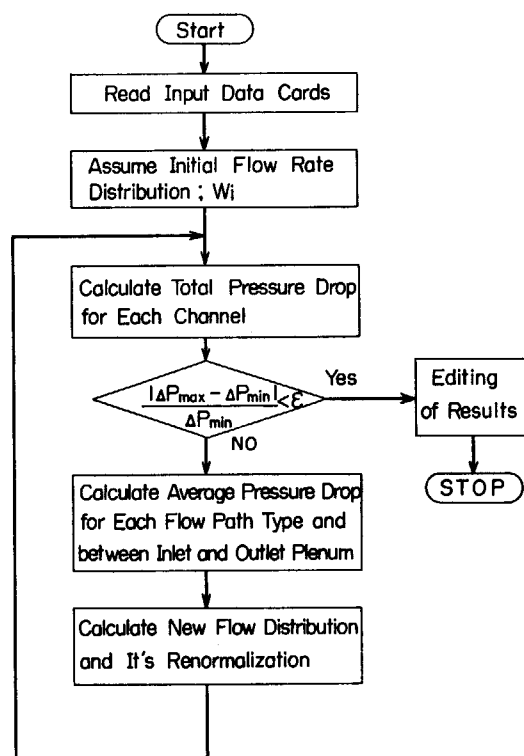 Start
Read Input Data Cards
Assume Initial Flow Rate
Distribution ; Wi
Calculate Total Pressure Drop
for Each Channel
|ΔPmax - ΔPmin|
ΔPmin
<ε
Yes
Editing
of Results
STOP
NO
Calculate Average Pressure Drop
for Each Flow Path Type and
between Inlet and Outlet Plenum
Calculate New Flow Distribution
and It's Renormalization